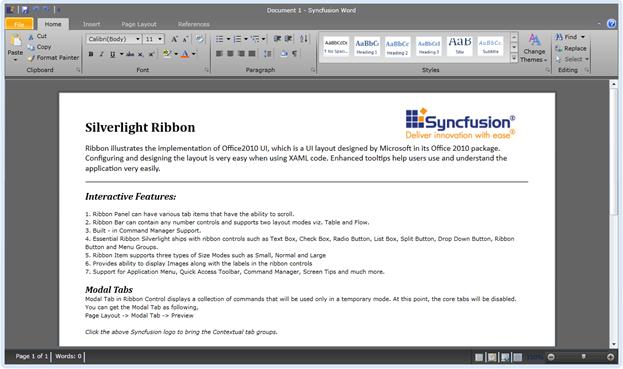 Document 1 - Syncfusion Word
File Home Insert Page Layout References
Paste
Cut
Copy
Format Painter
Clipboard
Calibri(Body) 11
B I U abc
Font
Paragraph
AaBbCcDc AaBbCc AaBbCc AaBbCcI AaB AaBbCc
1 No Spac... Heading 1 Heading 2 Heading3 Title Subtitle
Styles
Change
Themes
Find
Replace
Select
Editing
Syncfusion
Deliver innovation with ease
Silverlight Ribbon
Ribbon illustrates the implementation of Office2010 UI, which is a UI layout designed by Microsoft in its Office 2010 package.
Configuring and designing the layout is very easy when using XAML code. Enhanced tooltips help users use and understand the
application very easily.
Interactive Features:
1. Ribbon Panel can have various tab items that have the ability to scroll.
2. Ribbon Bar can contain any number controls and supports two layout modes viz. Table and Flow.
3. Built - in Command Manager Support.
4. Essential Ribbon Silverlight ships with ribbon controls such as Text Box, Check Box, Radio Button, List Box, Split Button, Drop Down Button, Ribbon
Button and Menu Groups.
5. Ribbon Item supports three types of Size Modes such as Small, Normal and Large
6. Provides ability to display Images along with the labels in the ribbon controls
7. Support for Application Menu, Quick Access Toolbar, Command Manager, Screen Tips and much more.
Modal Tabs
Modal Tab in Ribbon Control displays a collection of commands that will be used only in a temporary mode. At this point, the core tabs will be disabled.
You can get the Modal Tab as following,
Page Layout -> Modal Tab -> Preview
Click the above Syncfusion logo to bring the Contextual tab groups.
Page 1 of 1 Words: 0 100%